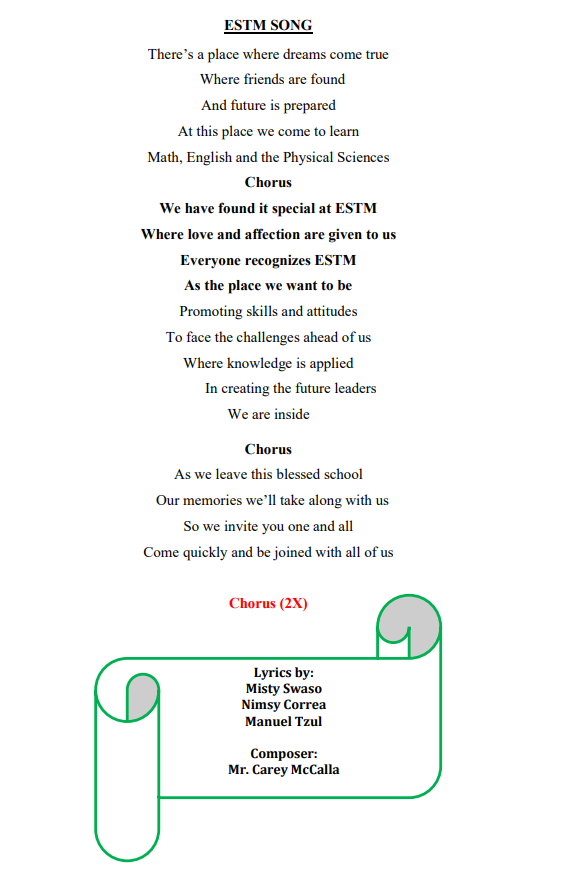 ESTM SONG
There’s a place where dreams come true
Where friends are found
And future is prepared
At this place we come to learn
Math, English and the Physical Sciences
Chorus
We have found it special at ESTM
Where love and affection are given to us
Everyone recognizes ESTM
As the place we want to be
Promoting skills and attitudes
To face the challenges ahead of us
Where knowledge is applied
In creating the future leaders
We are inside
Chorus
As we leave this blessed school
Our memories we’ll take along with us
So we invite you one and all
Come quickly and be joined with all of us
Chorus (2X)
Lyrics by:
Misty Swaso
Nimsy Correa
Manuel Tzul
Composer:
Mr. Carey McCalla